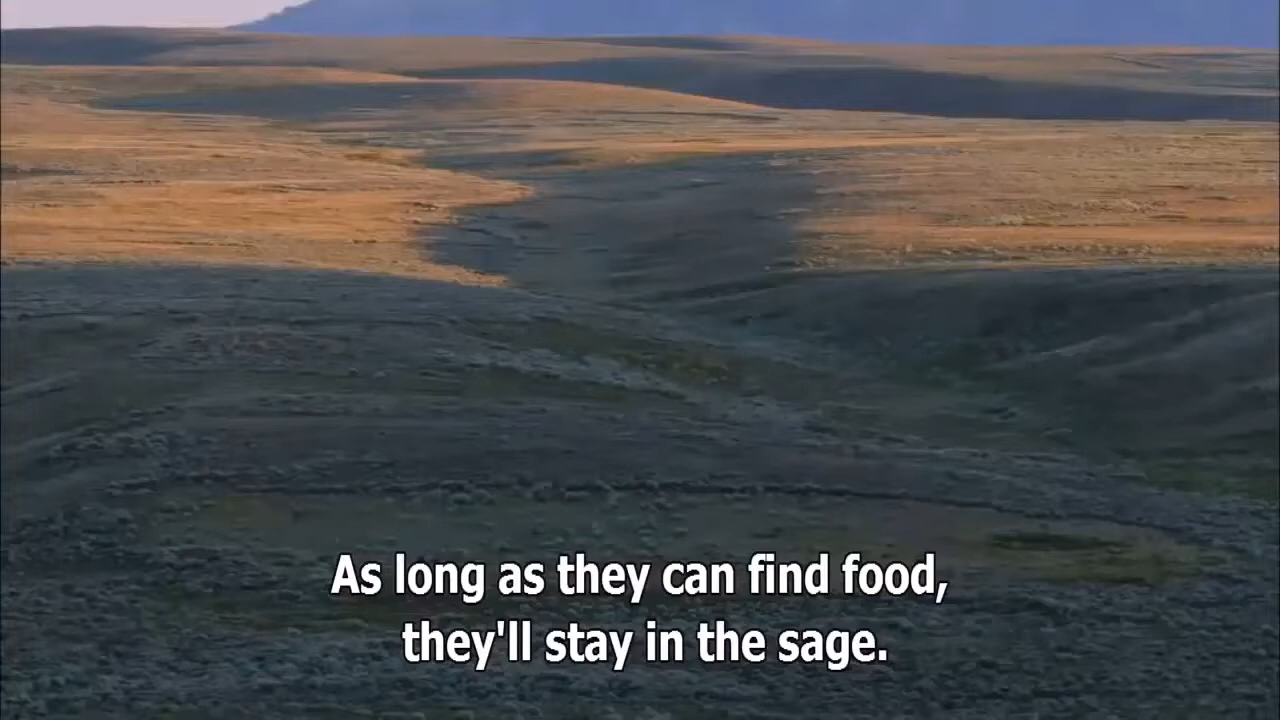 As long as they can find food,
they'll stay in the sage.